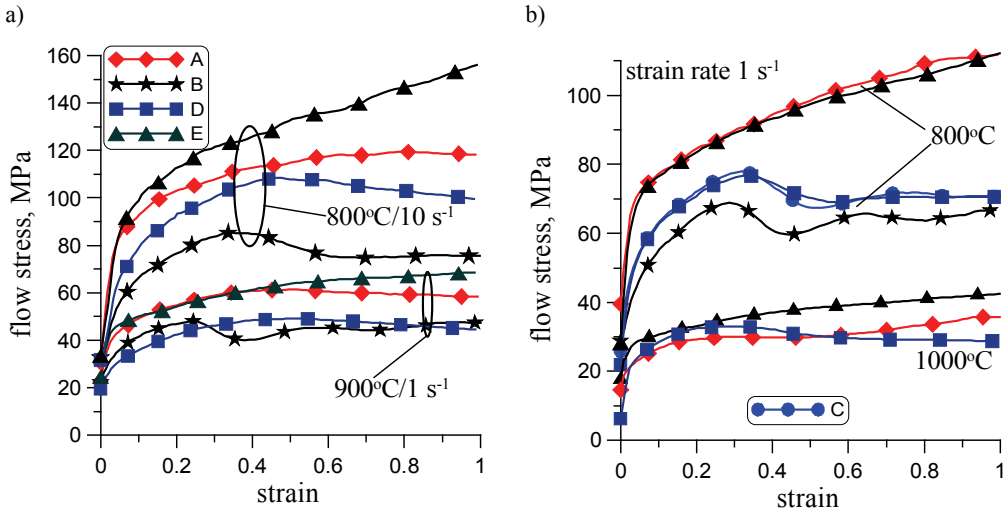 a)
160
140
120
100
80
60
40
20
0
flow stress, MPa
A
B
D
E
800°C/10 s⁻¹
900°C/1 s⁻¹
0
0.2
0.4
0.6
0.8
1
strain
b)
100
80
60
40
20
0
flow stress, MPa
strain rate 1 s⁻¹
800°C
1000°C
C
0
0.2
0.4
0.6
0.8
1
strain